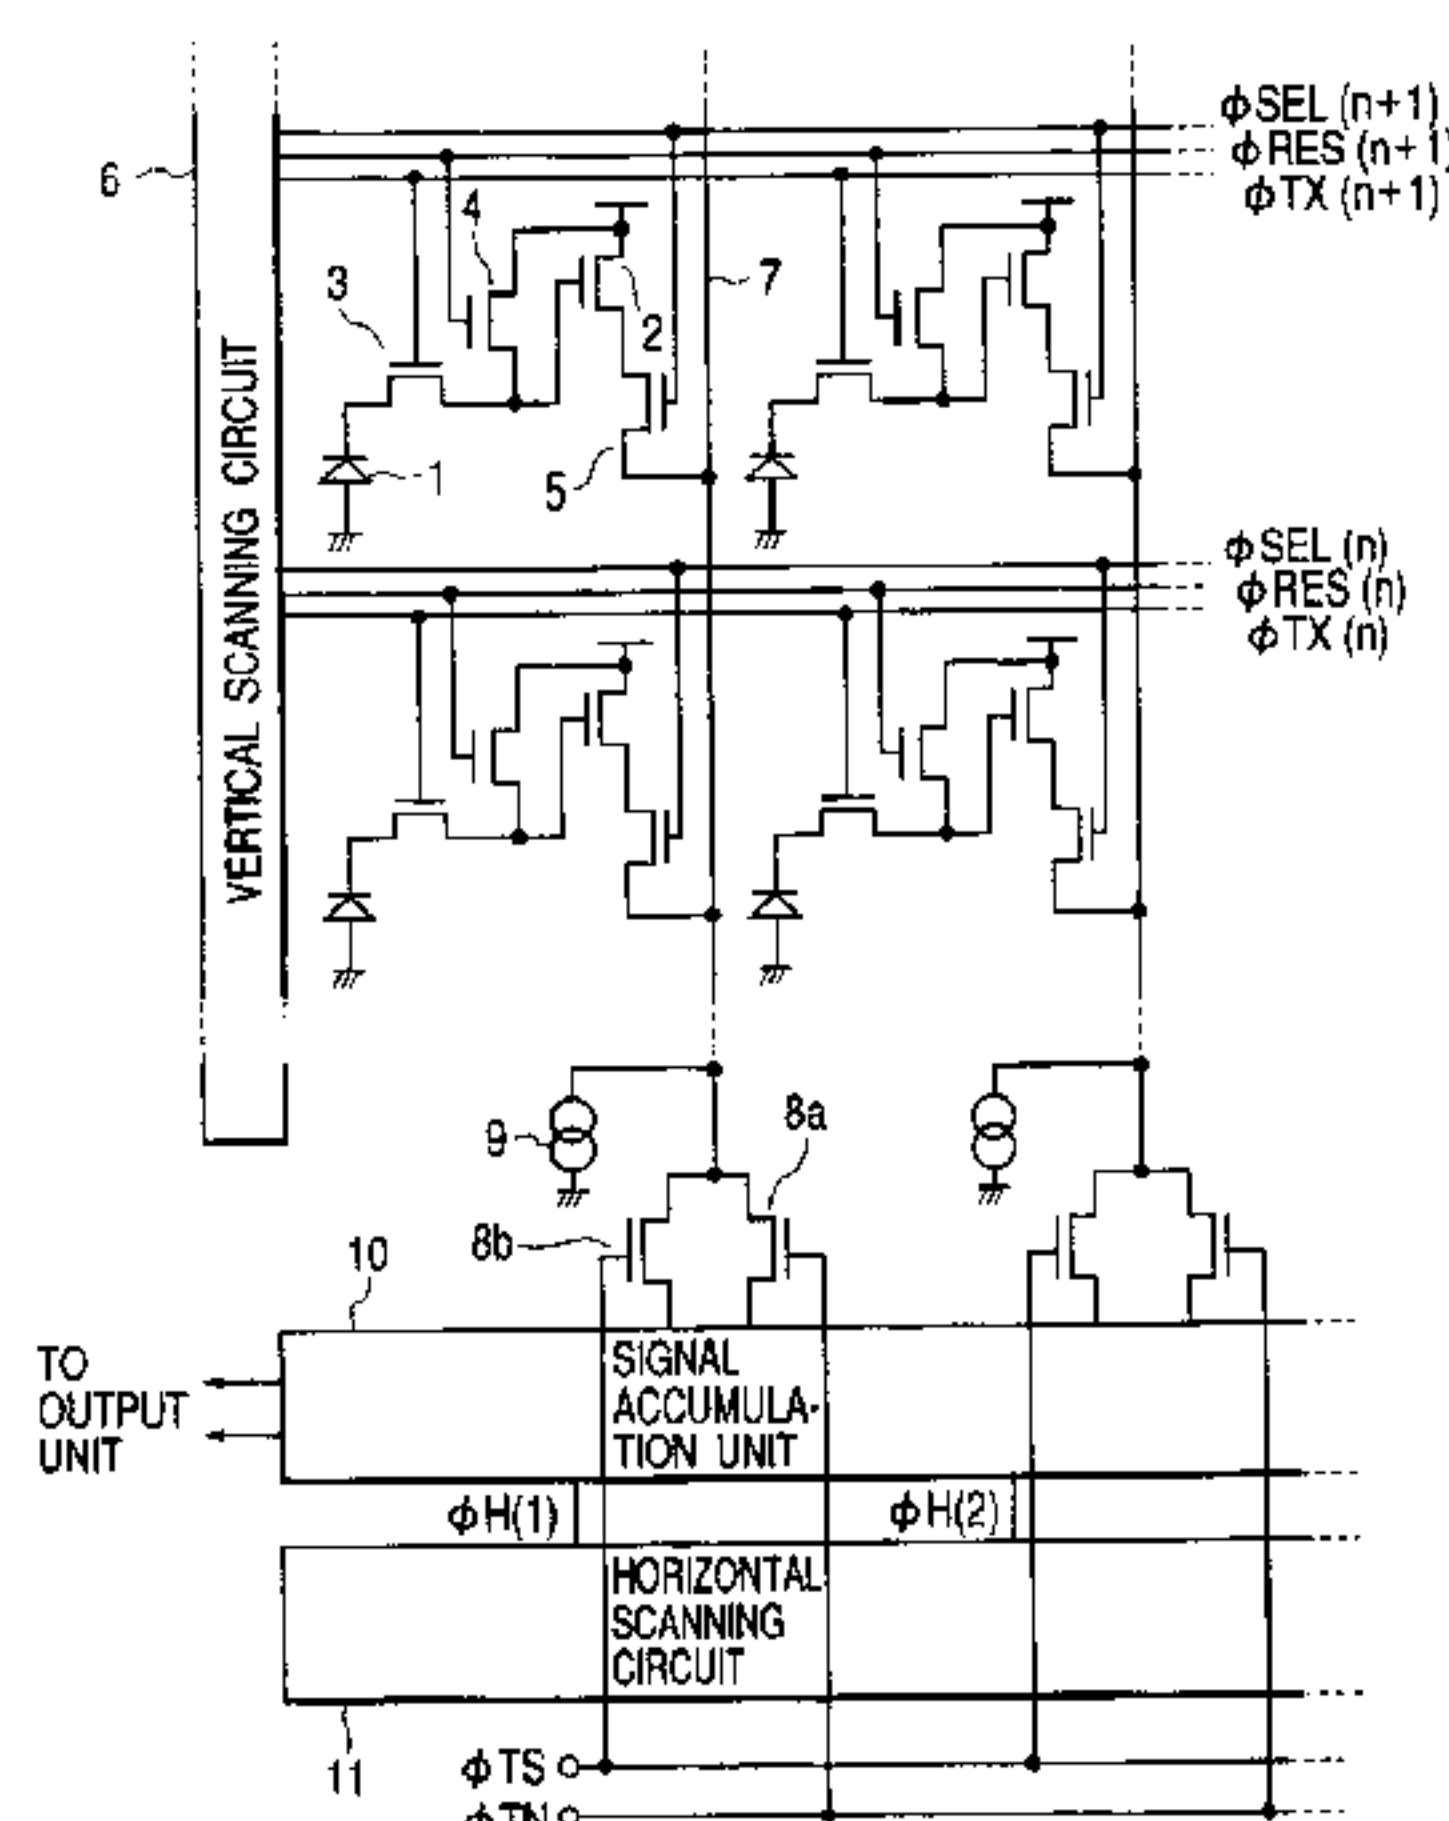 ϕSEL (n+1)
ϕRES (n+1)
ϕTX (n+1)
6
4
3
2
7
1
5
VERTICAL SCANNING CIRCUIT
ϕSEL (n)
ϕRES (n)
ϕTX (n)
9
8a
8b
10
TO
OUTPUT
UNIT
SIGNAL
ACCUMULA-
TION UNIT
ϕH(1)
ϕH(2)
HORIZONTAL
SCANNING
CIRCUIT
11
ϕTS
ϕTN